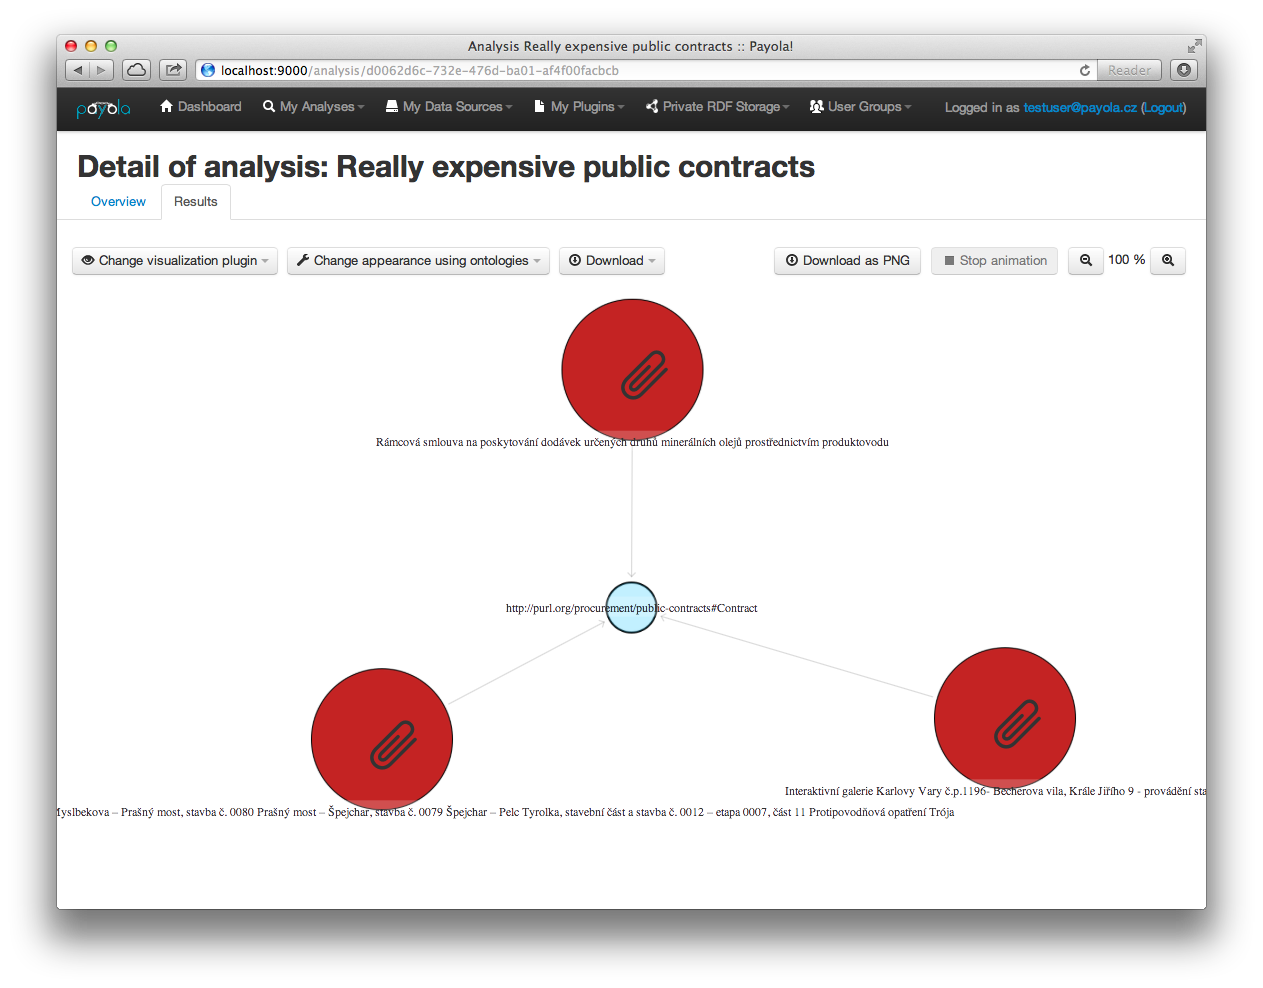 Analysis Really expensive public contracts :: Payola!
localhost:9000/analysis/d0062d6c-732e-476d-ba01-af4f00facbcb
Reader
payola
Dashboard
My Analyses
My Data Sources
My Plugins
Private RDF Storage
User Groups
Logged in as testuser@payola.cz (Logout)
Detail of analysis: Really expensive public contracts
Overview
Results
Change visualization plugin
Change appearance using ontologies
Download
Download as PNG
Stop animation
100 %
Rámcová smlouva na poskytování dodávek určených druhů minerálních olejů prostřednictvím produktovodu
http://purl.org/procurement/public-contracts#Contract
Interaktivní galerie Karlovy Vary č.p.1196- Becherova vila, Krále Jiřího 9 - provádění sta
Myslbekova – Prašný most, stavba č. 0080 Prašný most – Špejchar, stavba č. 0079 Špejchar – Pelc Tyrolka, stavební část a stavba č. 0012 – etapa 0007, část 11 Protipovodňová opatření Trója